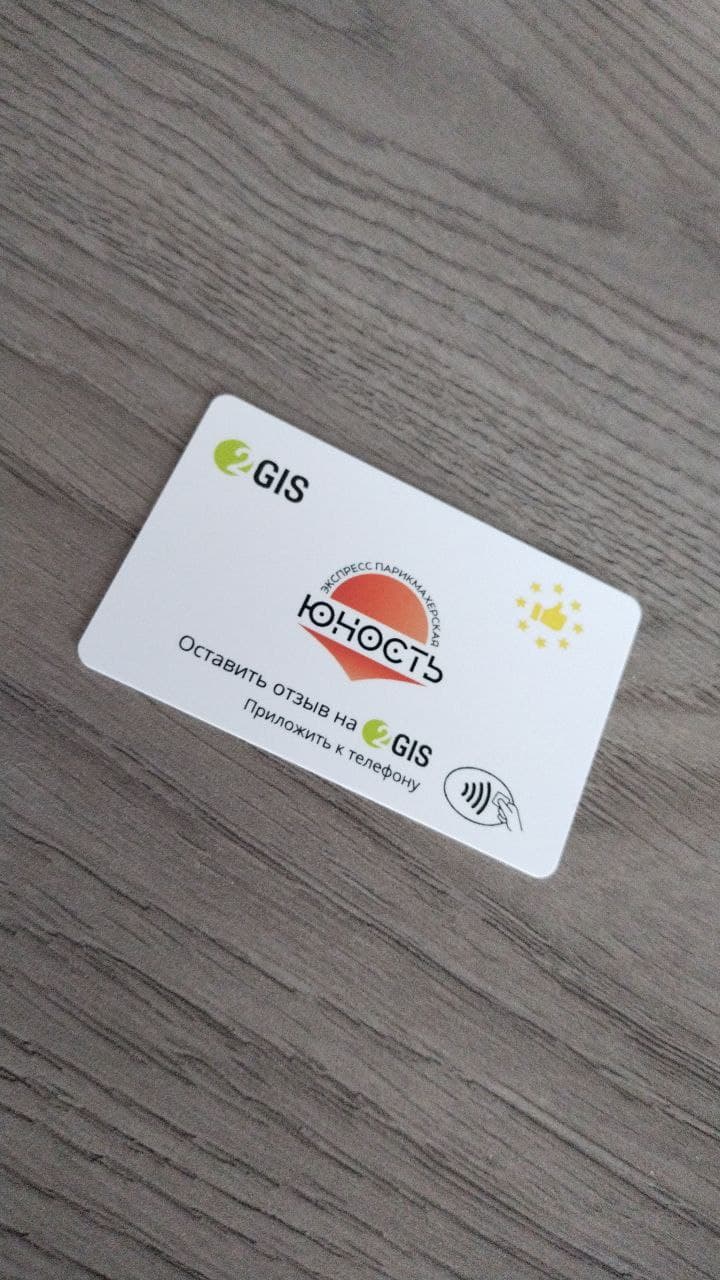 2GIS
ЭКСПРЕСС ПАРИКМАХЕРСКАЯ
ЮНОСТЬ
Оставить отзыв на 2GIS
Приложить к телефону